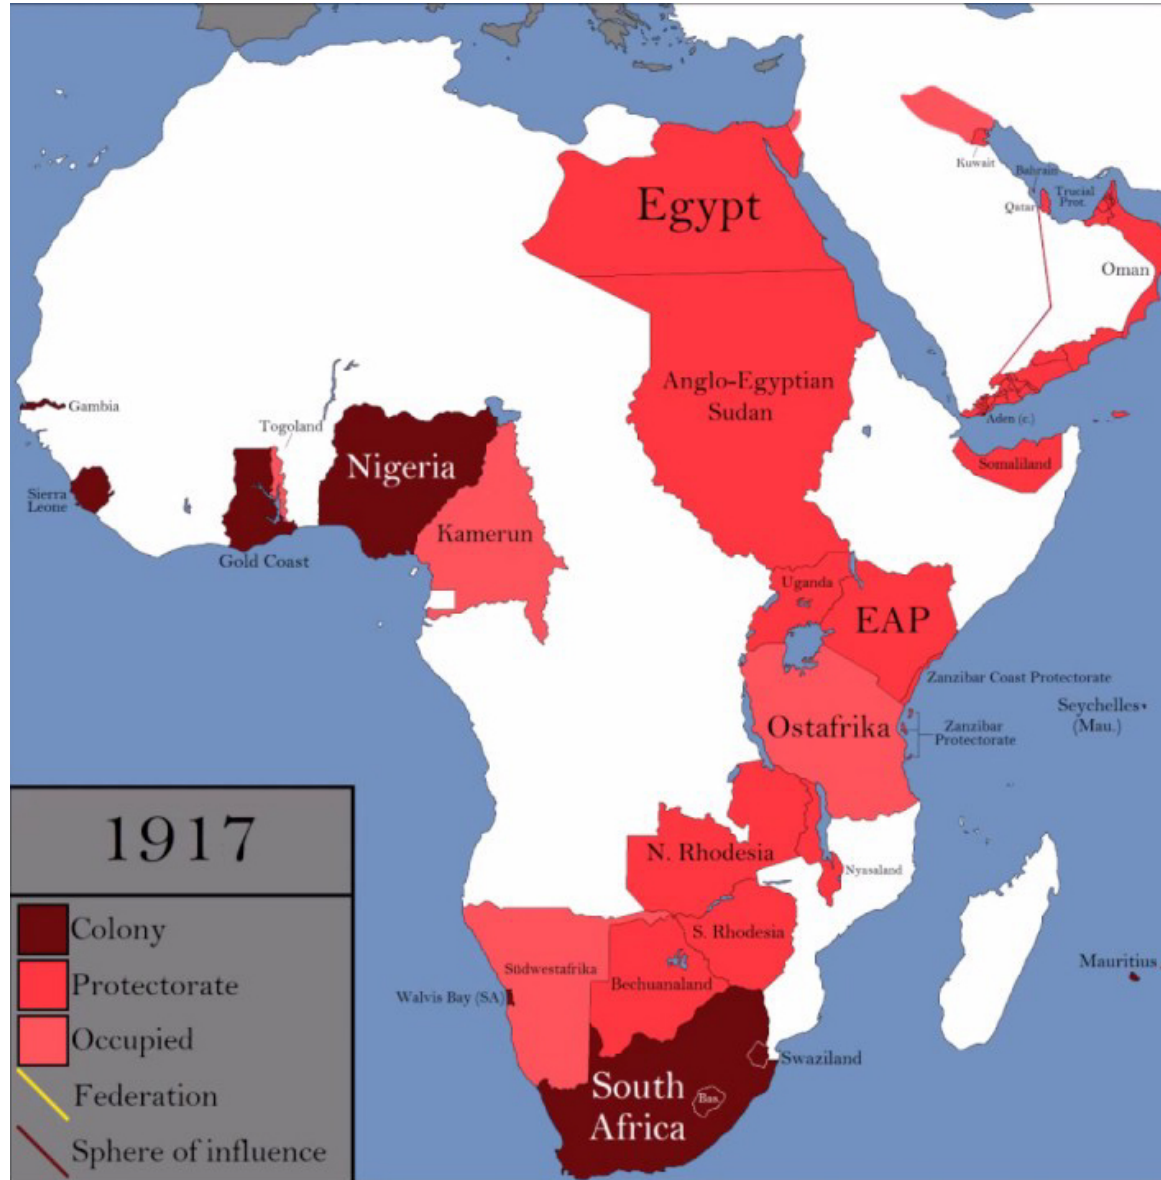 Kuwait
Bahrain
Qatar
Trucial
Prot.
Egypt
Oman
Anglo-Egyptian
Sudan
Gambia
Togoland
Aden (c.)
Nigeria
Somaliland
Sierra
Leone
Kamerun
Gold Coast
Uganda
EAP
Zanzibar Coast Protectorate
Seychelles
(Mau.)
Ostafrika
Zanzibar
Protectorate
N. Rhodesia
Nyasaland
S. Rhodesia
Südwestafrika
Bechuanaland
Mauritius
Walvis Bay (SA)
Swaziland
South
Africa
Bas.
1917
Colony
Protectorate
Occupied
Federation
Sphere of influence